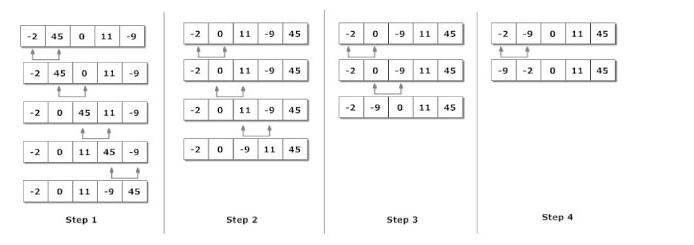 -2 45 0 11 -9
-2 45 0 11 -9
-2 0 45 11 -9
-2 0 11 45 -9
-2 0 11 -9 45
Step 1
-2 0 11 -9 45
-2 0 11 -9 45
-2 0 11 -9 45
-2 0 -9 11 45
Step 2
-2 0 -9 11 45
-2 0 -9 11 45
-2 -9 0 11 45
Step 3
-2 -9 0 11 45
-9 -2 0 11 45
Step 4